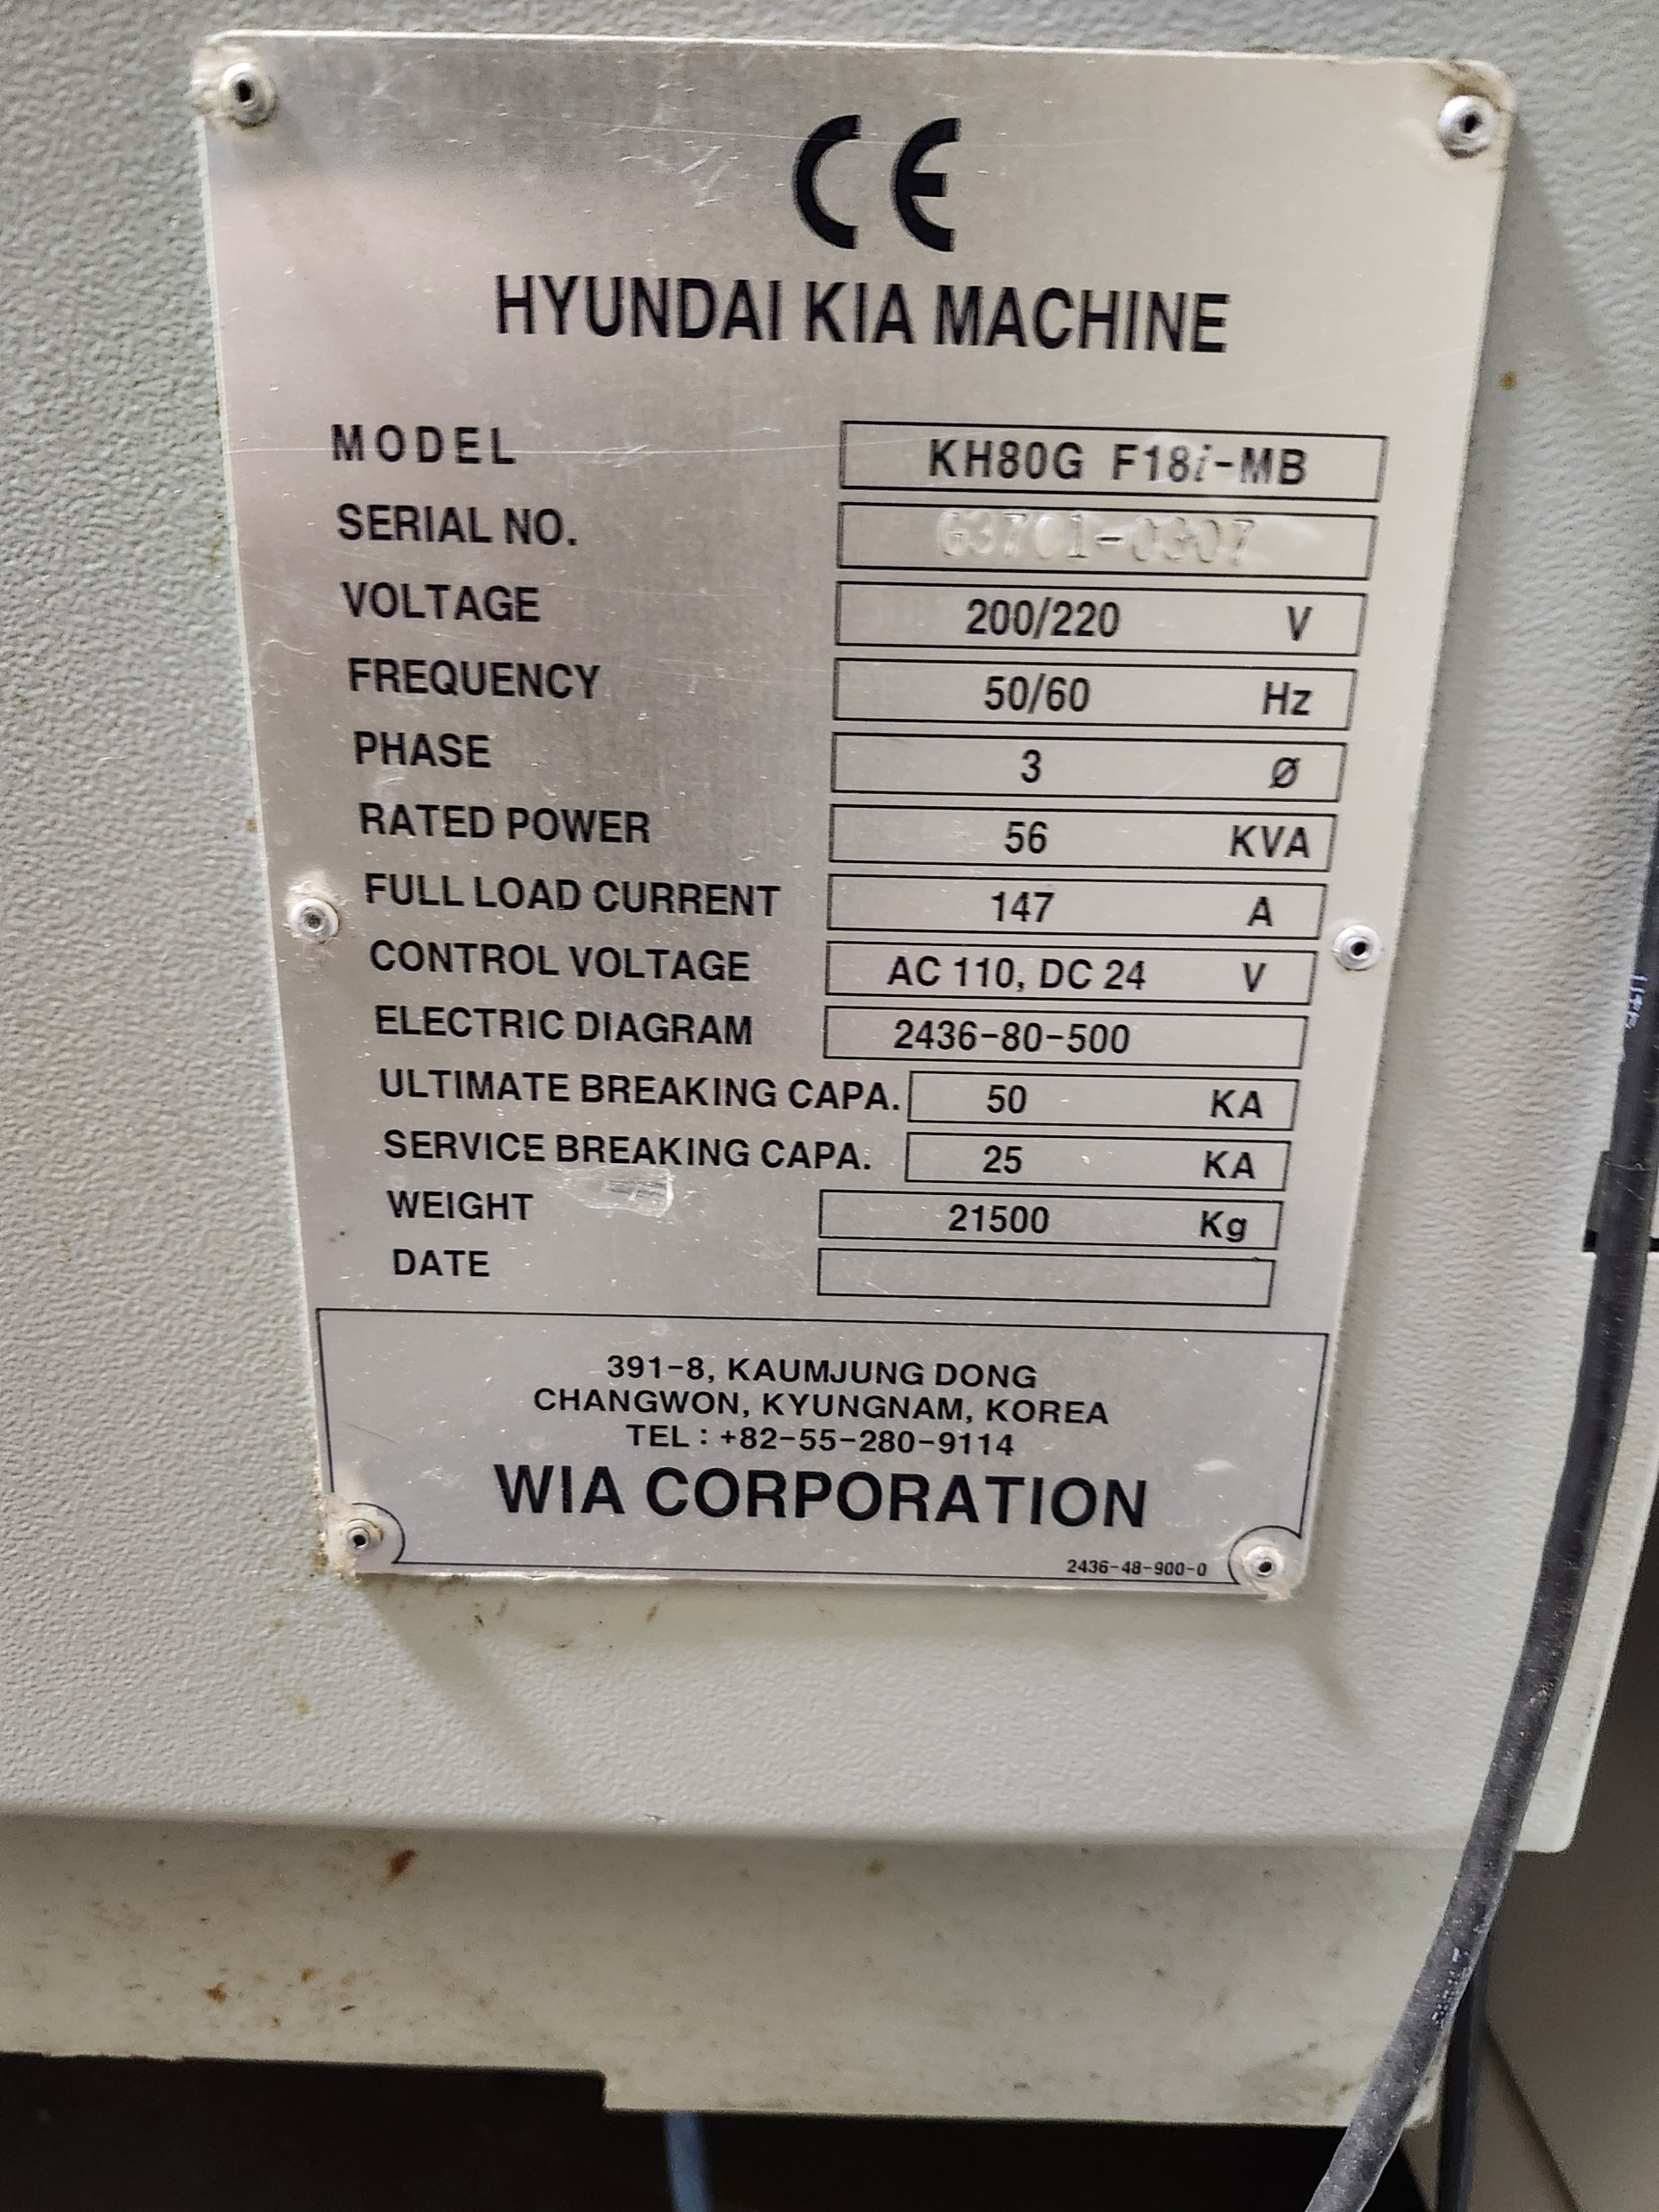 CE
HYUNDAI KIA MACHINE
MODEL KH80G F18i-MB
SERIAL NO. G3701-0307
VOLTAGE 200/220 V
FREQUENCY 50/60 Hz
PHASE 3 Ø
RATED POWER 56 KVA
FULL LOAD CURRENT 147 A
CONTROL VOLTAGE AC 110, DC 24 V
ELECTRIC DIAGRAM 2436-80-500
ULTIMATE BREAKING CAPA. 50 KA
SERVICE BREAKING CAPA. 25 KA
WEIGHT 21500 Kg
DATE
391-8, KAUMJUNG DONG
CHANGWON, KYUNGNAM, KOREA
TEL : +82-55-280-9114
WIA CORPORATION
2436-48-900-0